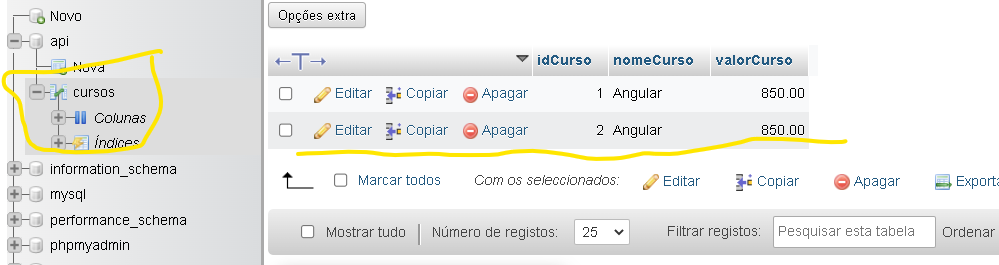 Novo
api
Nova
cursos
Colunas
Índices
information_schema
mysql
performance_schema
phpmyadmin
Opções extra
idCurso nomeCurso valorCurso
Editar Copiar Apagar 1 Angular 850.00
Editar Copiar Apagar 2 Angular 850.00
Marcar todos Com os seleccionados: Editar Copiar Apagar Exporta
Mostrar tudo Número de registos: 25 Filtrar registos: Pesquisar esta tabela Ordenar